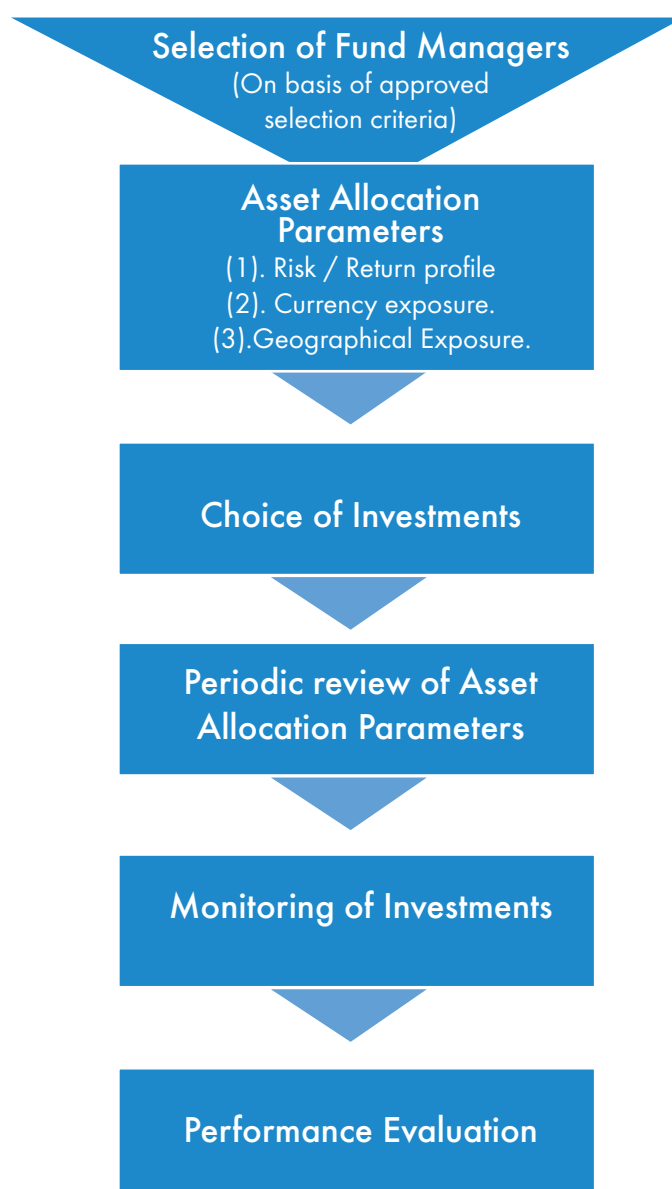 Selection of Fund Managers
(On basis of approved
selection criteria)
Asset Allocation
Parameters
(1). Risk / Return profile
(2). Currency exposure.
(3).Geographical Exposure.
Choice of Investments
Periodic review of Asset
Allocation Parameters
Monitoring of Investments
Performance Evaluation